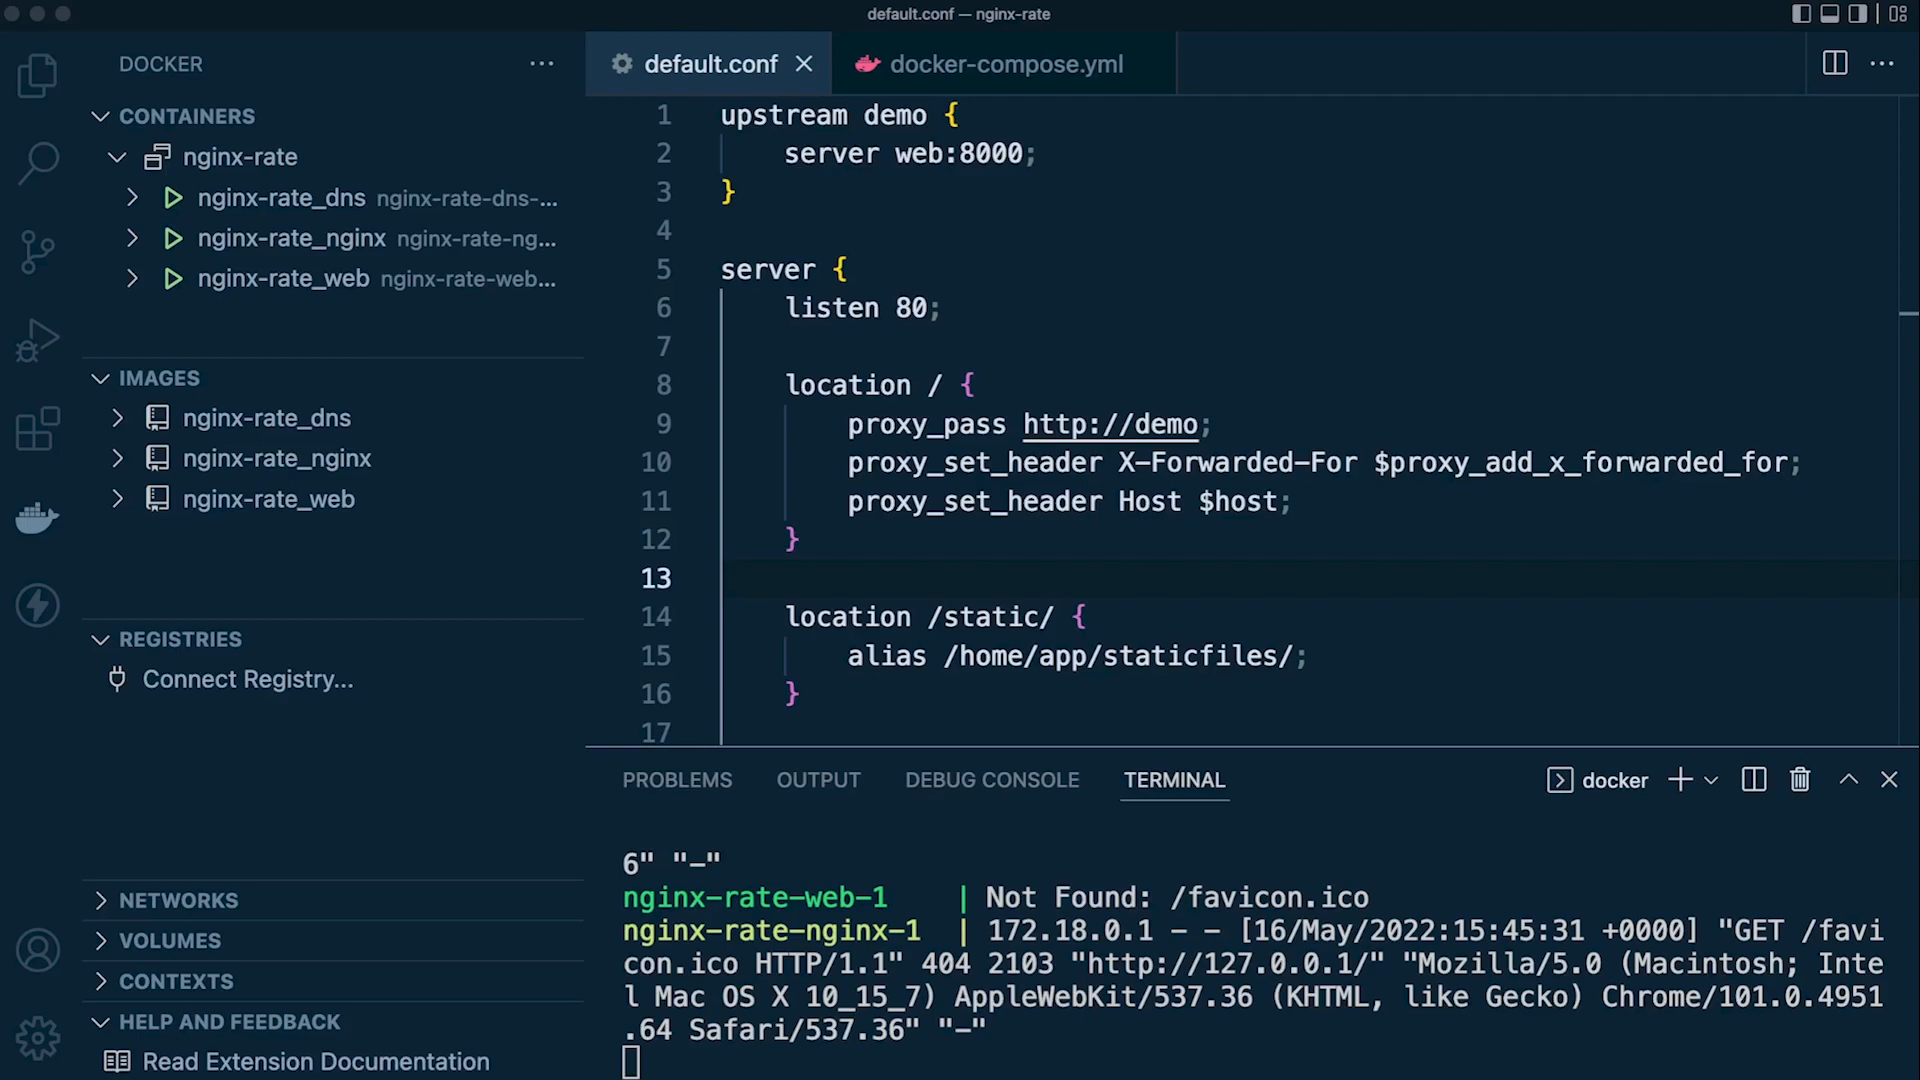 default.conf — nginx-rate
DOCKER
CONTAINERS
nginx-rate
nginx-rate_dns nginx-rate-dns-...
nginx-rate_nginx nginx-rate-ng...
nginx-rate_web nginx-rate-web...
IMAGES
nginx-rate_dns
nginx-rate_nginx
nginx-rate_web
REGISTRIES
Connect Registry...
NETWORKS
VOLUMES
CONTEXTS
HELP AND FEEDBACK
Read Extension Documentation
default.conf
docker-compose.yml
1 upstream demo {
2 server web:8000;
3 }
4
5 server {
6 listen 80;
7
8 location / {
9 proxy_pass http://demo;
10 proxy_set_header X-Forwarded-For $proxy_add_x_forwarded_for;
11 proxy_set_header Host $host;
12 }
13
14 location /static/ {
15 alias /home/app/staticfiles/;
16 }
17
PROBLEMS OUTPUT DEBUG CONSOLE TERMINAL docker
6" "-"
nginx-rate-web-1 | Not Found: /favicon.ico
nginx-rate-nginx-1 | 172.18.0.1 - - [16/May/2022:15:45:31 +0000] "GET /favi
con.ico HTTP/1.1" 404 2103 "http://127.0.0.1/" "Mozilla/5.0 (Macintosh; Inte
l Mac OS X 10_15_7) AppleWebKit/537.36 (KHTML, like Gecko) Chrome/101.0.4951
.64 Safari/537.36" "-"